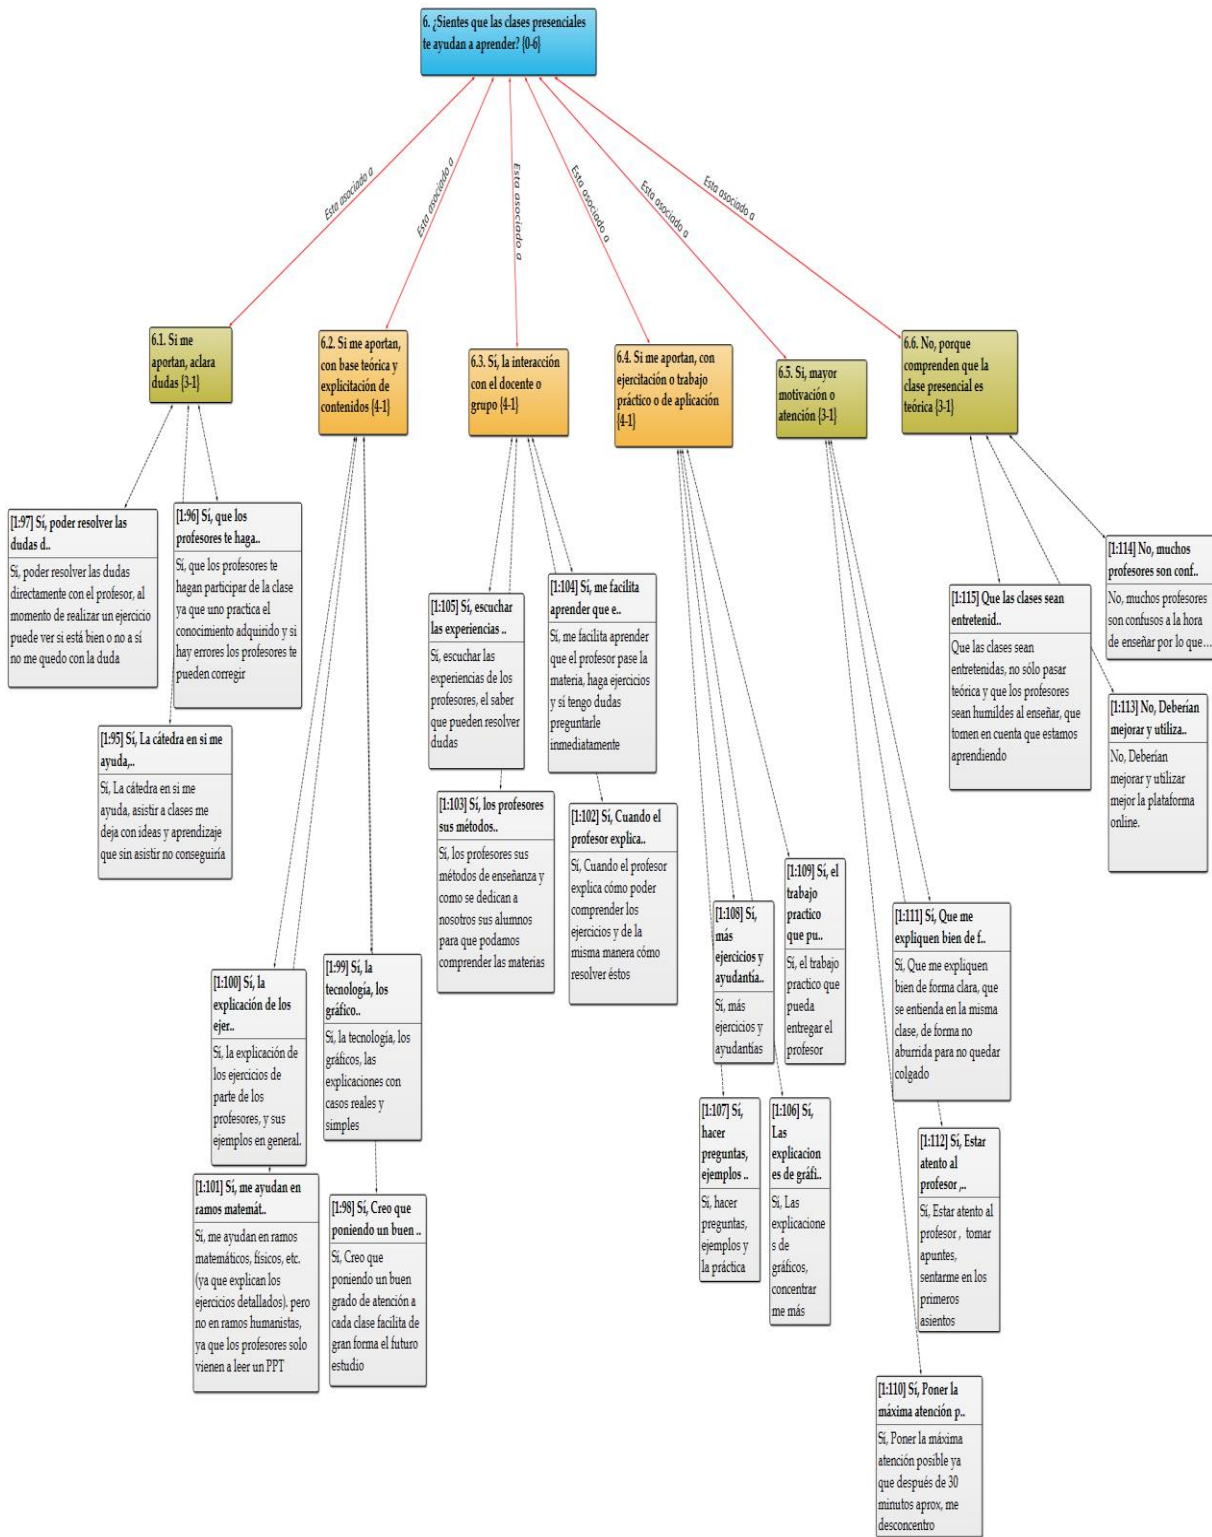 6. ¿Sientes que las clases presenciales
te ayudan a aprender? {0-6}
Esta asociado a
Esta asociado a
Esta asociado a
Esta asociado a
Esta asociado a
Esta asociado a
6.1. Si me
aportan, aclara
dudas {3-1}
6.2. Si me aportan,
con base teórica y
explicitación de
contenidos {4-1}
6.3. Sí, la interacción
con el docente o
grupo {4-1}
6.4. Si me aportan, con
ejercitación o trabajo
práctico o de aplicación
{4-1}
6.5. Si, mayor
motivación o
atención {3-1}
6.6. No, porque
comprenden que la
clase presencial es
teórica {3-1}
[1:97] Sí, poder resolver las
dudas d..
Sí, poder resolver las dudas
directamente con el profesor, al
momento de realizar un ejercicio
puede ver si está bien o no a sí
no me quedo con la duda
[1:96] Sí, que los
profesores te haga..
Sí, que los profesores te
hagan participar de la clase
ya que uno practica el
conocimiento adquirido y si
hay errores los profesores te
pueden corregir
[1:95] Sí, La cátedra en si me
ayuda,..
Sí, La cátedra en si me
ayuda, asistir a clases me
deja con ideas y aprendizaje
que sin asistir no conseguiría
[1:100] Sí, la
explicación de los
ejer..
Sí, la explicación de
los ejercicios de
parte de los
profesores, y sus
ejemplos en general.
[1:99] Sí, la
tecnología, los
gráfico..
Sí, la tecnología, los
gráficos, las
explicaciones con
casos reales y
simples
[1:101] Sí, me ayudan en
ramos matemát..
Sí, me ayudan en ramos
matemáticos, físicos, etc.
(ya que explican los
ejercicios detallados). pero
no en ramos humanistas,
ya que los profesores solo
vienen a leer un PPT
[1:98] Sí, Creo que
poniendo un buen ..
Sí, Creo que
poniendo un buen
grado de atención a
cada clase facilita de
gran forma el futuro
estudio
[1:105] Sí, escuchar
las experiencias ..
Sí, escuchar las
experiencias de los
profesores, el saber
que pueden resolver
dudas
[1:104] Sí, me facilita
aprender que e..
Sí, me facilita aprender
que el profesor pase la
materia, haga ejercicios
y sí tengo dudas
preguntarle
inmediatamente
[1:103] Sí, los profesores
sus métodos..
Sí, los profesores sus
métodos de enseñanza y
como se dedican a
nosotros sus alumnos
para que podamos
comprender las materias
[1:102] Sí, Cuando el
profesor explica..
Sí, Cuando el profesor
explica cómo poder
comprender los
ejercicios y de la
misma manera cómo
resolver éstos
[1:108] Sí,
más
ejercicios y
ayudantía..
Sí, más
ejercicios y
ayudantías
[1:109] Sí, el
trabajo
practico
que pu..
Sí, el trabajo
practico que
pueda
entregar el
profesor
[1:107] Sí,
hacer
preguntas,
ejemplos ..
Sí, hacer
preguntas,
ejemplos y
la práctica
[1:106] Sí,
Las
explicacion
es de gráfi..
Sí, Las
explicacione
s de
gráficos,
concentrar
me más
[1:111] Sí, Que me
expliquen bien de f..
Sí, Que me expliquen
bien de forma clara, que
se entienda en la misma
clase, de forma no
aburrida para no quedar
colgado
[1:112] Sí, Estar
atento al
profesor ,..
Sí, Estar atento al
profesor , tomar
apuntes,
sentarme en los
primeros
asientos
[1:110] Sí, Poner la
máxima atención p..
Sí, Poner la máxima
atención posible ya
que después de 30
minutos aprox, me
desconcentro
[1:115] Que las clases sean
entretenid..
Que las clases sean
entretenidas, no sólo pasar
teórica y que los profesores
sean humildes al enseñar, que
tomen en cuenta que estamos
aprendiendo
[1:114] No, muchos
profesores son conf..
No, muchos profesores
son confusos a la hora
de enseñar por lo que...
[1:113] No, Deberían
mejorar y utiliza..
No, Deberían
mejorar y utilizar
mejor la plataforma
online.